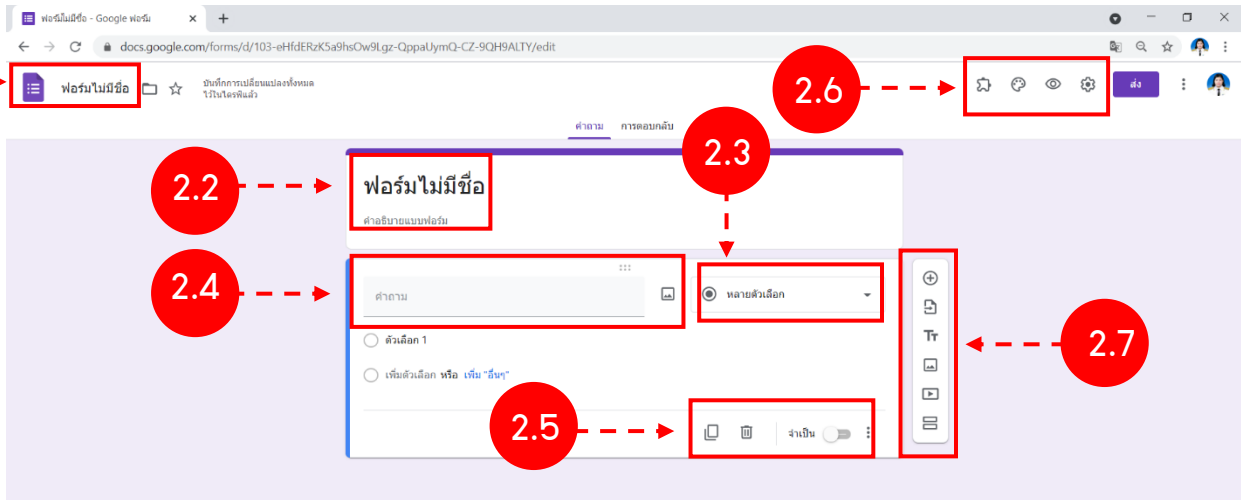 ฟอร์มไม่มีชื่อ - Google ฟอร์ม
docs.google.com/forms/d/103-eHfdERzK5a9hsOw9Lgz-QppaUymQ-CZ-9QH9ALTY/edit
ฟอร์มไม่มีชื่อ
บันทึกการเปลี่ยนแปลงทั้งหมด
ไว้ในไดรฟ์แล้ว
2.6
ส่ง
คำถาม การตอบกลับ
2.3
2.2
ฟอร์มไม่มีชื่อ
คำอธิบายแบบฟอร์ม
2.4
คำถาม
หลายตัวเลือก
Tт
ตัวเลือก 1
2.7
เพิ่มตัวเลือก หรือ เพิ่ม "อื่นๆ"
2.5
จำเป็น